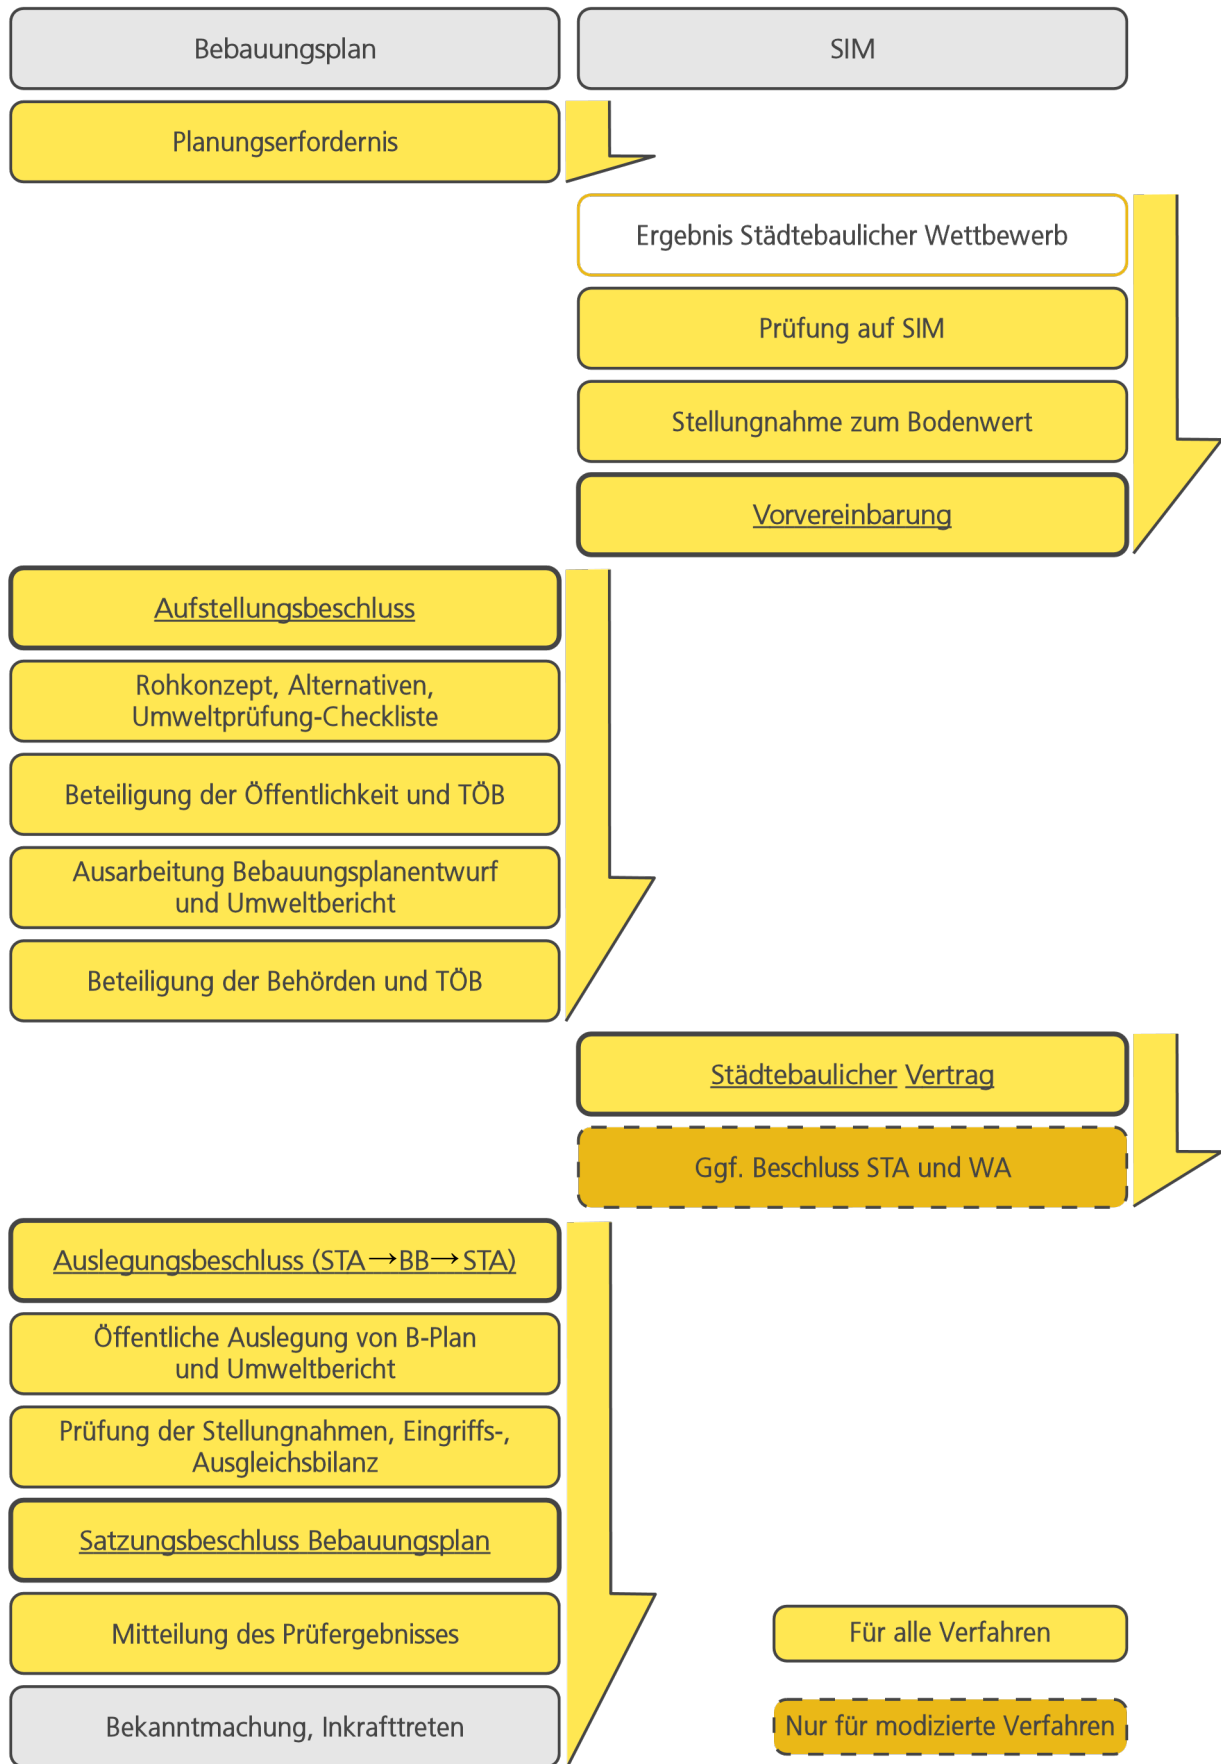 Bebauungsplan
SIM
Planungserfordernis
Ergebnis Städtebaulicher Wettbewerb
Prüfung auf SIM
Stellungnahme zum Bodenwert
Vorvereinbarung
Aufstellungsbeschluss
Rohkonzept, Alternativen,
Umweltprüfung-Checkliste
Beteiligung der Öffentlichkeit und TÖB
Ausarbeitung Bebauungsplanentwurf
und Umweltbericht
Beteiligung der Behörden und TÖB
Städtebaulicher Vertrag
Ggf. Beschluss STA und WA
Auslegungsbeschluss (STA→BB→STA)
Öffentliche Auslegung von B-Plan
und Umweltbericht
Prüfung der Stellungnahmen, Eingriffs-,
Ausgleichsbilanz
Satzungsbeschluss Bebauungsplan
Mitteilung des Prüfergebnisses
Bekanntmachung, Inkrafttreten
Für alle Verfahren
Nur für modizierte Verfahren